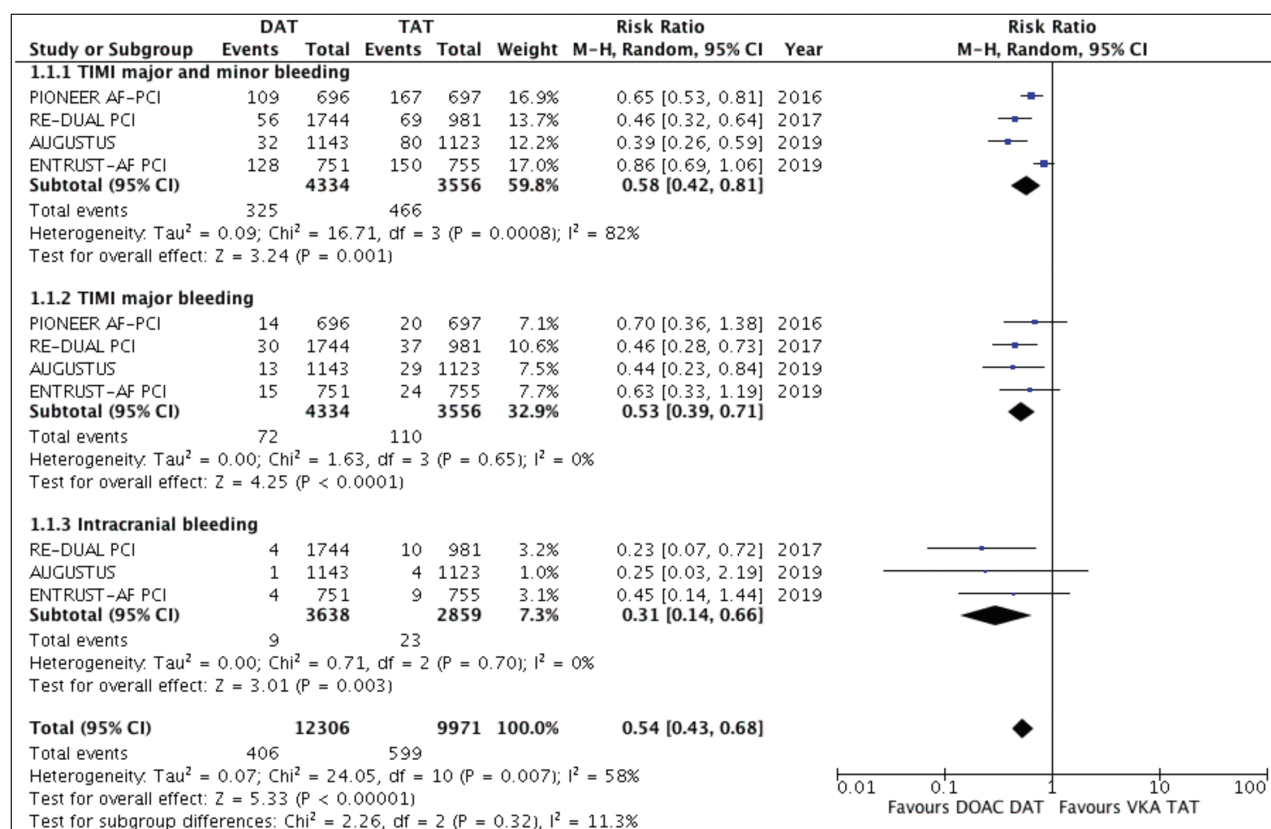 DAT TAT Risk Ratio Risk Ratio
Study or Subgroup Events Total Events Total Weight M-H, Random, 95% CI Year M-H, Random, 95% CI
1.1.1 TIMI major and minor bleeding
PIONEER AF-PCI 109 696 167 697 16.9% 0.65 [0.53, 0.81] 2016
RE-DUAL PCI 56 1744 69 981 13.7% 0.46 [0.32, 0.64] 2017
AUGUSTUS 32 1143 80 1123 12.2% 0.39 [0.26, 0.59] 2019
ENTRUST-AF PCI 128 751 150 755 17.0% 0.86 [0.69, 1.06] 2019
Subtotal (95% CI) 4334 3556 59.8% 0.58 [0.42, 0.81]
Total events 325 466
Heterogeneity: Tau² = 0.09; Chi² = 16.71, df = 3 (P = 0.0008); I² = 82%
Test for overall effect: Z = 3.24 (P = 0.001)
1.1.2 TIMI major bleeding
PIONEER AF-PCI 14 696 20 697 7.1% 0.70 [0.36, 1.38] 2016
RE-DUAL PCI 30 1744 37 981 10.6% 0.46 [0.28, 0.73] 2017
AUGUSTUS 13 1143 29 1123 7.5% 0.44 [0.23, 0.84] 2019
ENTRUST-AF PCI 15 751 24 755 7.7% 0.63 [0.33, 1.19] 2019
Subtotal (95% CI) 4334 3556 32.9% 0.53 [0.39, 0.71]
Total events 72 110
Heterogeneity: Tau² = 0.00; Chi² = 1.63, df = 3 (P = 0.65); I² = 0%
Test for overall effect: Z = 4.25 (P < 0.0001)
1.1.3 Intracranial bleeding
RE-DUAL PCI 4 1744 10 981 3.2% 0.23 [0.07, 0.72] 2017
AUGUSTUS 1 1143 4 1123 1.0% 0.25 [0.03, 2.19] 2019
ENTRUST-AF PCI 4 751 9 755 3.1% 0.45 [0.14, 1.44] 2019
Subtotal (95% CI) 3638 2859 7.3% 0.31 [0.14, 0.66]
Total events 9 23
Heterogeneity: Tau² = 0.00; Chi² = 0.71, df = 2 (P = 0.70); I² = 0%
Test for overall effect: Z = 3.01 (P = 0.003)
Total (95% CI) 12306 9971 100.0% 0.54 [0.43, 0.68]
Total events 406 599
Heterogeneity: Tau² = 0.07; Chi² = 24.05, df = 10 (P = 0.007); I² = 58%
Test for overall effect: Z = 5.33 (P < 0.00001)
Test for subgroup differences: Chi² = 2.26, df = 2 (P = 0.32), I² = 11.3%
0.01 0.1 1 10 100
Favours DOAC DAT Favours VKA TAT